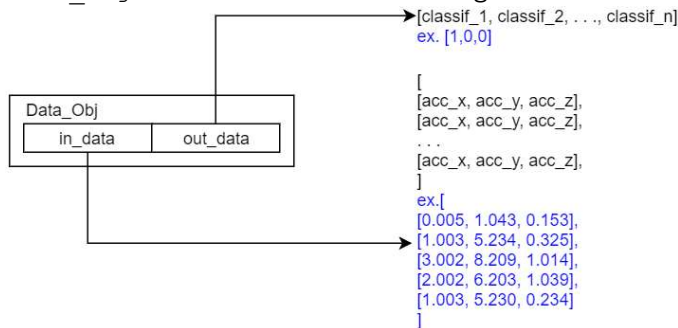 [classif_1, classif_2, . . ., classif_n]
ex. [1,0,0]
Data_Obj
in_data
out_data
[
[acc_x, acc_y, acc_z],
[acc_x, acc_y, acc_z],
. . .
[acc_x, acc_y, acc_z],
]
ex.[
[0.005, 1.043, 0.153],
[1.003, 5.234, 0.325],
[3.002, 8.209, 1.014],
[2.002, 6.203, 1.039],
[1.003, 5.230, 0.234]
]